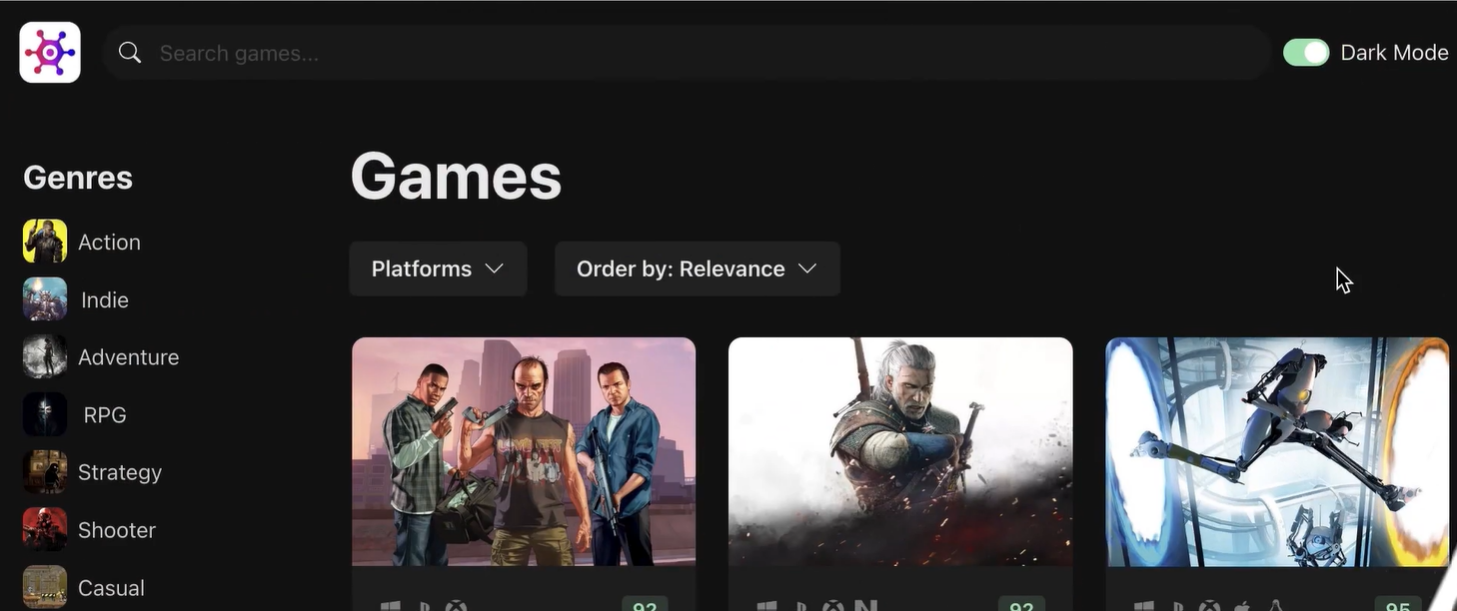 Search games...
Dark Mode
Genres
Games
Action
Platforms
Order by: Relevance
Indie
Adventure
RPG
Strategy
Shooter
Casual
92
92
95